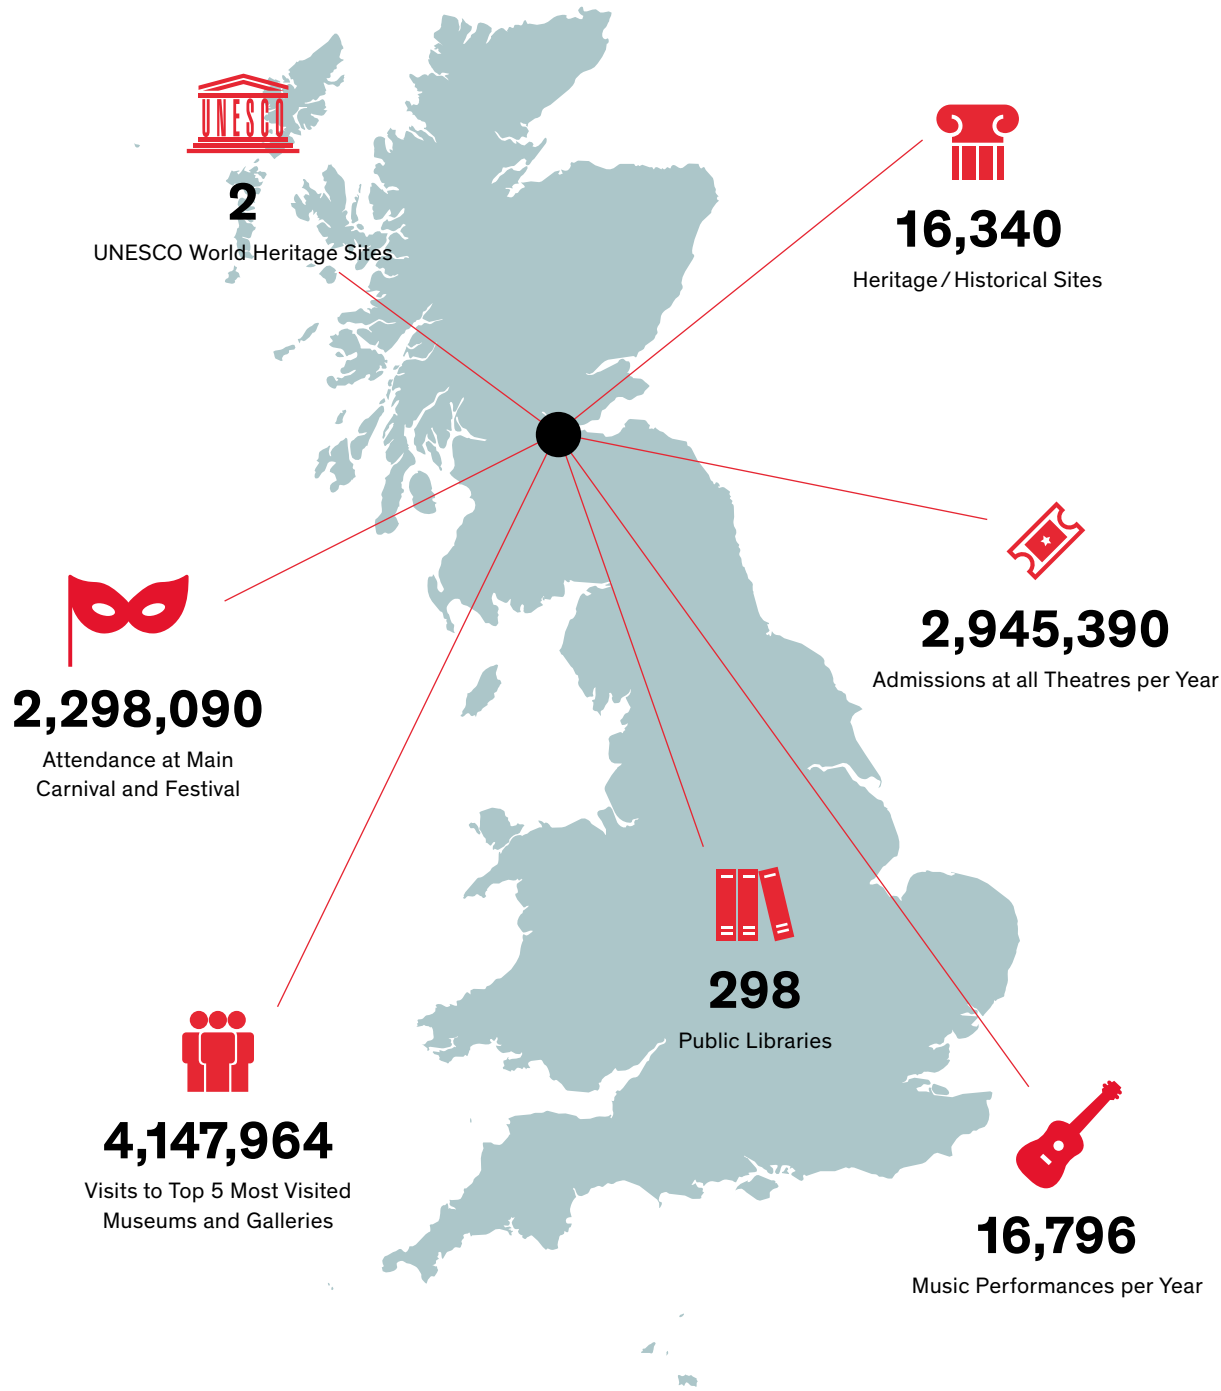 UNESCO
2
UNESCO World Heritage Sites
16,340
Heritage/Historical Sites
2,945,390
Admissions at all Theatres per Year
2,298,090
Attendance at Main
Carnival and Festival
298
Public Libraries
4,147,964
Visits to Top 5 Most Visited
Museums and Galleries
16,796
Music Performances per Year